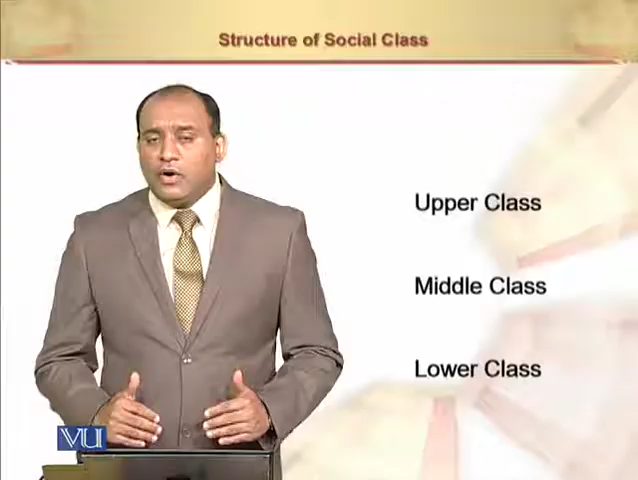 Structure of Social Class
Upper Class
Middle Class
Lower Class
VU